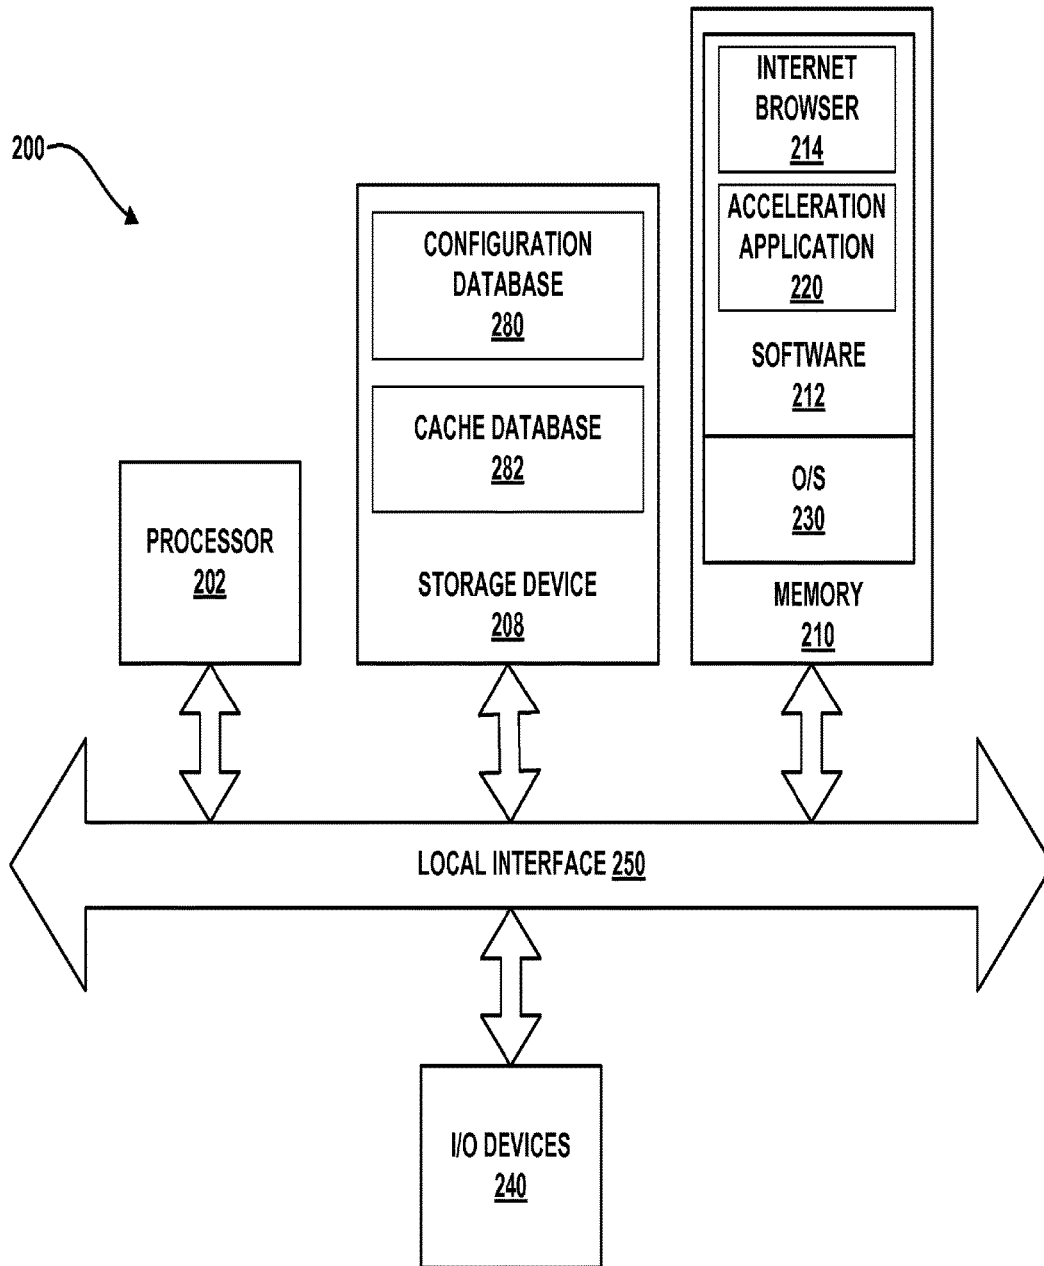 200
INTERNET
BROWSER
214
ACCELERATION
APPLICATION
220
SOFTWARE
212
O/S
230
MEMORY
210
CONFIGURATION
DATABASE
280
CACHE DATABASE
282
STORAGE DEVICE
208
PROCESSOR
202
LOCAL INTERFACE 250
I/O DEVICES
240